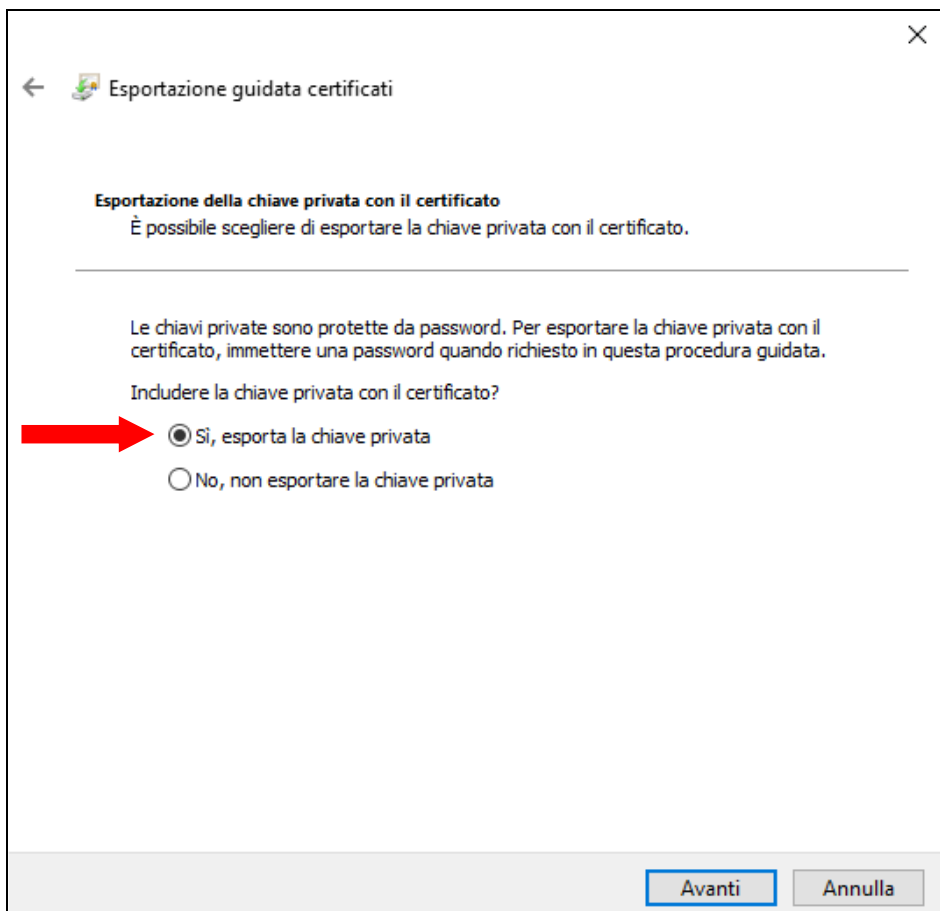 Esportazione guidata certificati
Esportazione della chiave privata con il certificato
È possibile scegliere di esportare la chiave privata con il certificato.
Le chiavi private sono protette da password. Per esportare la chiave privata con il
certificato, immettere una password quando richiesto in questa procedura guidata.
Includere la chiave privata con il certificato?
Sì, esporta la chiave privata
No, non esportare la chiave privata
Avanti Annulla